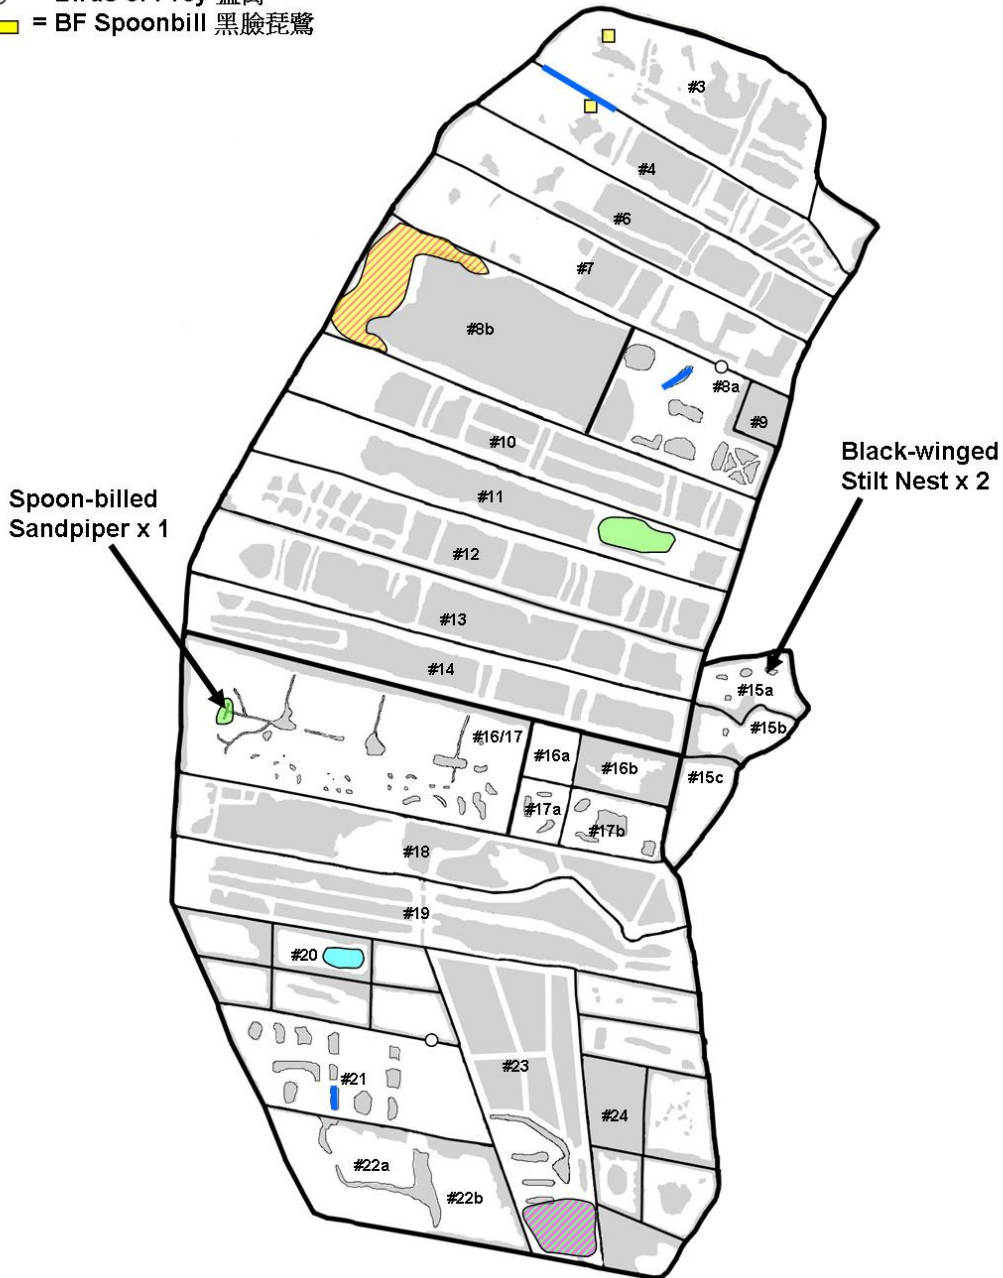 = BF Spoonbill 黑臉琵鷺
#3
#4
#6
#7
#8b
#8a
#9
#10
Black-winged
Stilt Nest x 2
#11
Spoon-billed
Sandpiper x 1
#12
#13
#14
#15a
#15b
#16/17
#16a
#16b
#15c
#17a
#17b
#18
#19
#20
#23
#21
#24
#22a
#22b